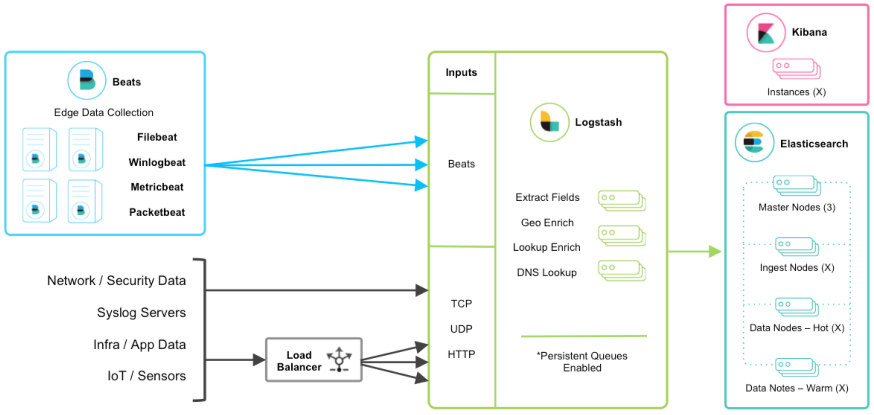 Beats
Edge Data Collection
Filebeat
Winlogbeat
Metricbeat
Packetbeat
Network / Security Data
Syslog Servers
Infra / App Data
IoT / Sensors
Load
Balancer
Inputs
Beats
TCP
UDP
HTTP
Logstash
Extract Fields
Geo Enrich
Lookup Enrich
DNS Lookup
*Persistent Queues
Enabled
Kibana
Instances (X)
Elasticsearch
Master Nodes (3)
Ingest Nodes (X)
Data Nodes – Hot (X)
Data Notes – Warm (X)